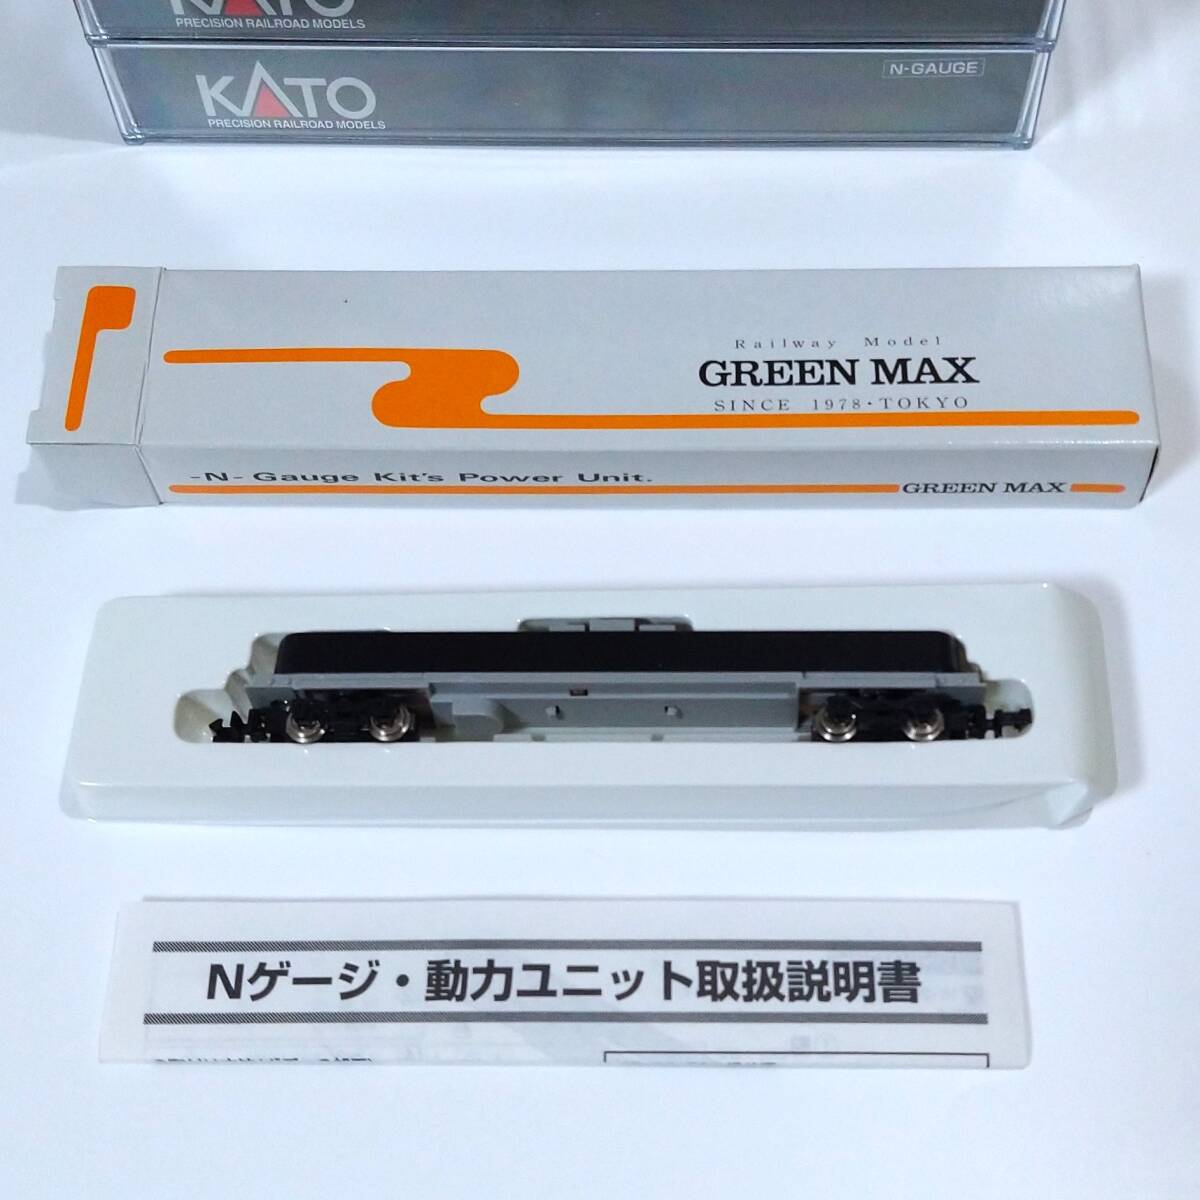 KATO
PRECISION RAILROAD MODELS
KATO
PRECISION RAILROAD MODELS
N-GAUGE
Railway Model
GREEN MAX
SINCE 1978・TOKYO
-N- Gauge Kit's Power Unit.
GREEN MAX
Nゲージ・動力ユニット取扱説明書